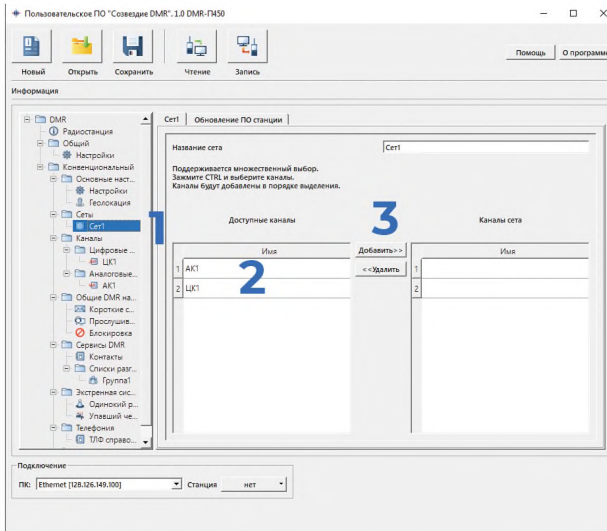 Пользовательское ПО "Созвездие DMR". 1.0 DMR-П450
Новый Открыть Сохранить Чтение Запись Помощь О программе
Информация
DMR
Радиостанция
Общий
Настройки
Конвенциональный
Основные наст...
Настройки
Геолокация
Сеты
Сет1
Каналы
Цифровые ...
ЦК1
Аналоговые...
АК1
Общие DMR на...
Короткие с...
Прослушив...
Блокировка
Сервисы DMR
Контакты
Списки разг...
Группа1
Экстренная сис...
Одинокий р...
Упавший че...
Телефония
ТЛФ справо...
Сет1 Обновление ПО станции
Название сета Сет1
Поддерживается множественный выбор.
Зажмите CTRL и выберите каналы.
Каналы будут добавлены в порядке выделения.
1
3
Доступные каналы Каналы сета
Имя Добавить>> Имя
1 АК1 <<Удалить 1
2
2 ЦК1 2
Подключение
ПК: Ethernet [128.126.149.100] Станция нет